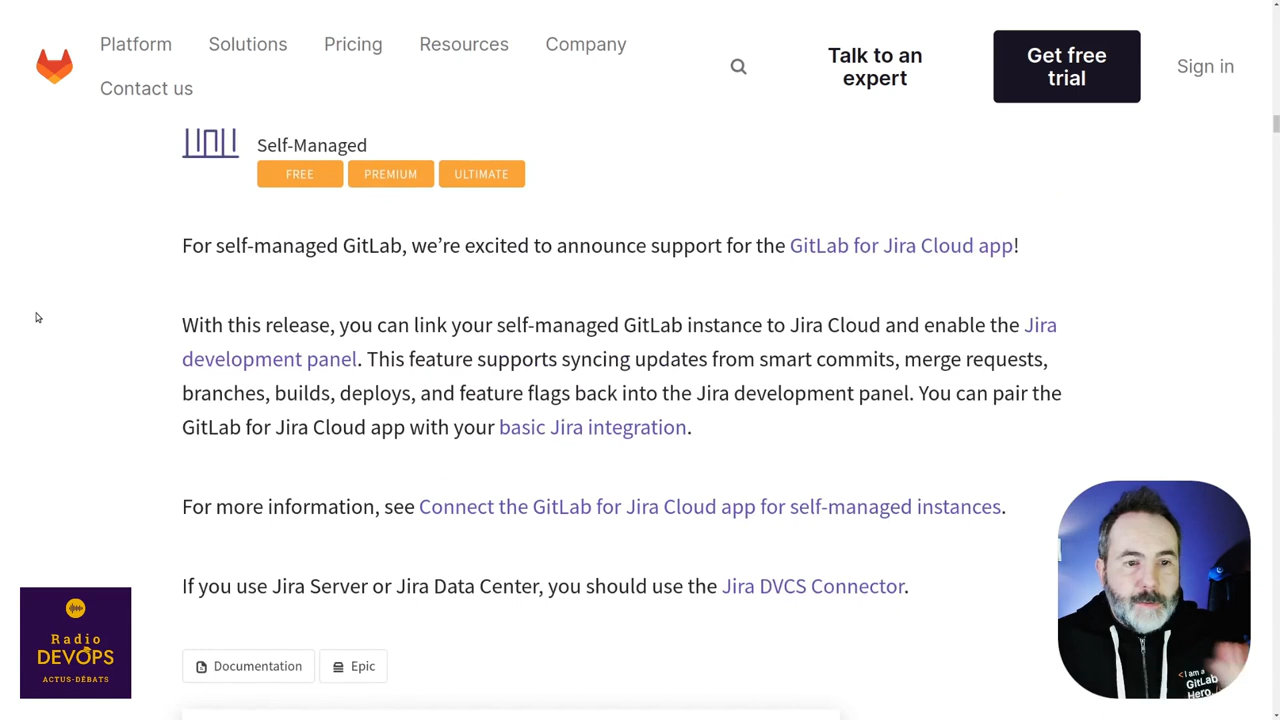 Platform
Solutions
Pricing
Resources
Company
Contact us
Talk to an
expert
Get free
trial
Sign in
Self-Managed
FREE
PREMIUM
ULTIMATE
For self-managed GitLab, we’re excited to announce support for the GitLab for Jira Cloud app!
With this release, you can link your self-managed GitLab instance to Jira Cloud and enable the Jira
development panel. This feature supports syncing updates from smart commits, merge requests,
branches, builds, deploys, and feature flags back into the Jira development panel. You can pair the
GitLab for Jira Cloud app with your basic Jira integration.
For more information, see Connect the GitLab for Jira Cloud app for self-managed instances.
If you use Jira Server or Jira Data Center, you should use the Jira DVCS Connector.
Documentation
Epic
Radio
DEVOPS
ACTUS-DÉBATS
<I am a
GitLab
Hero